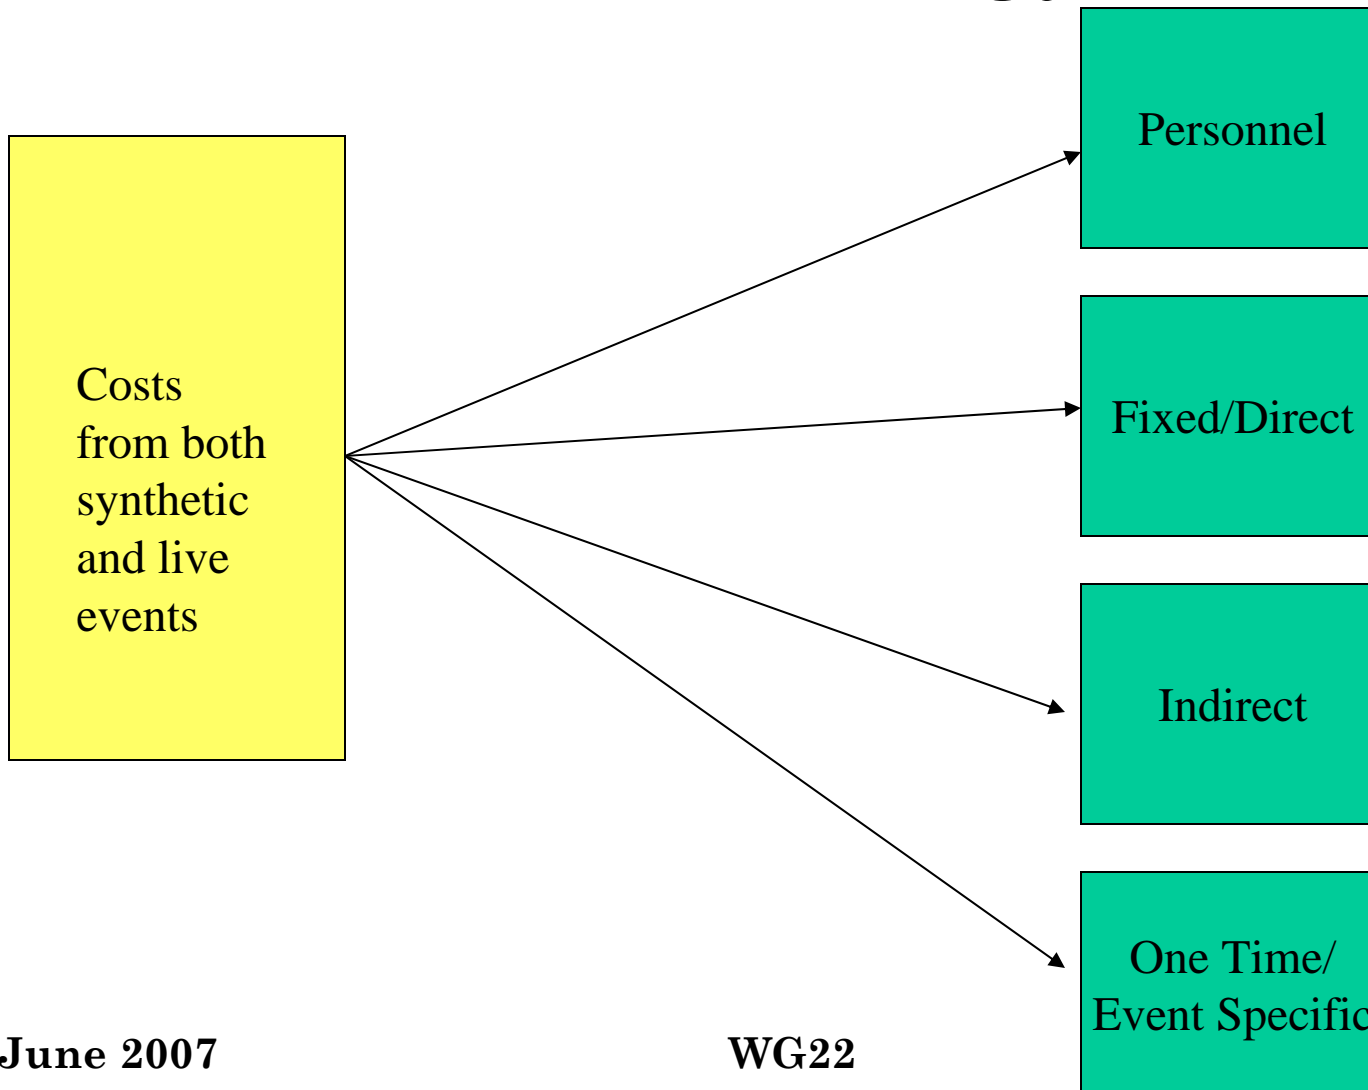 Personnel
Costs
from both
synthetic
and live
events
Fixed/Direct
Indirect
One Time/
Event Specific
June 2007
WG22